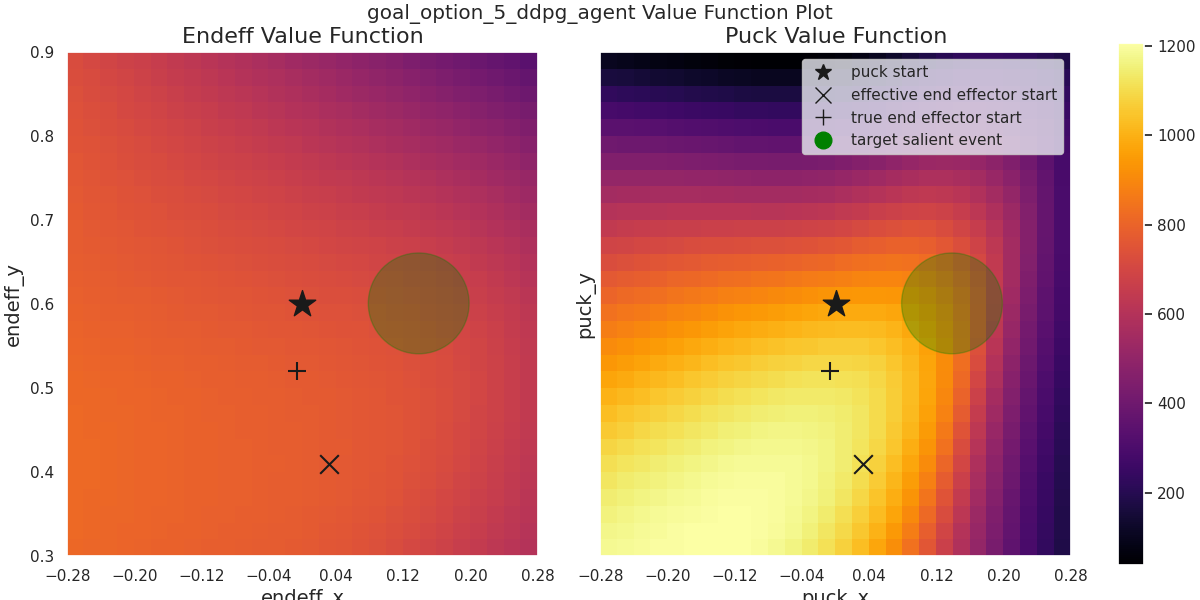 goal_option_5_ddpg_agent Value Function Plot
Endeff Value Function
Puck Value Function
puck start
effective end effector start
true end effector start
target salient event
endeff_y
0.9
0.8
0.7
0.6
0.5
0.4
0.3
−0.28 −0.20 −0.12 −0.04 0.04 0.12 0.20 0.28
endeff_x
puck_y
−0.28 −0.20 −0.12 −0.04 0.04 0.12 0.20 0.28
puck_x
1200
1000
800
600
400
200